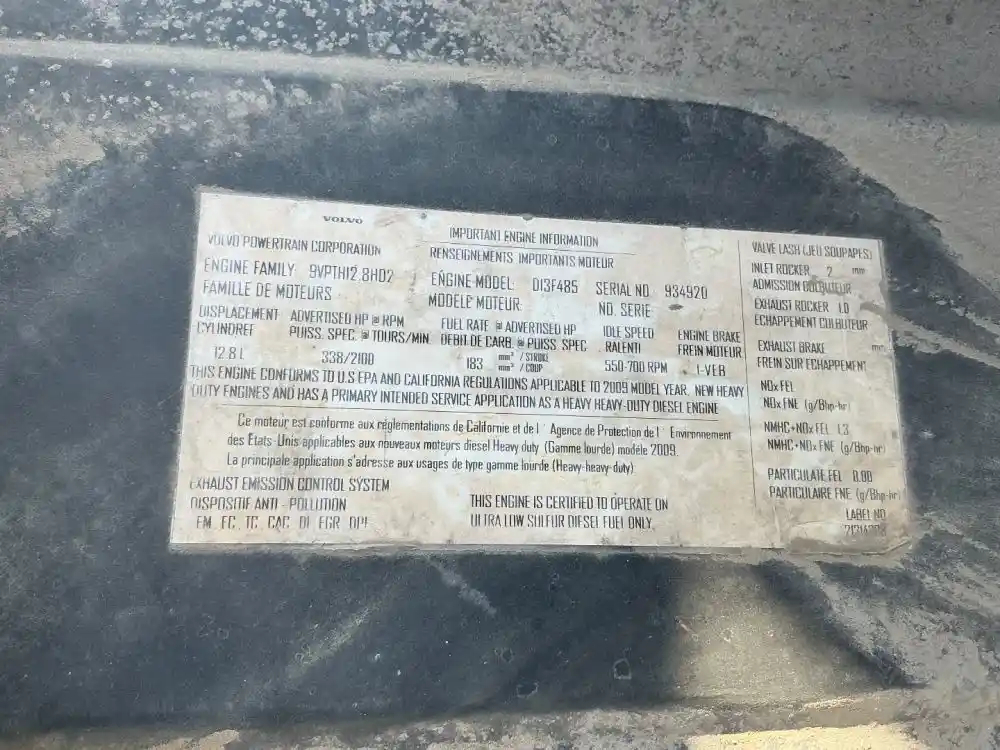 VOLVO
VOLVO POWERTRAIN CORPORATION
IMPORTANT ENGINE INFORMATION
RENSEIGNEMENTS IMPORTANTS MOTEUR
ENGINE FAMILY: 9VPTH12.8H02
FAMILLE DE MOTEURS
ENGINE MODEL: D13F485 SERIAL NO. 934920
MODELE MOTEUR: NO. SERIE
DISPLACEMENT ADVERTISED HP @ RPM FUEL RATE @ ADVERTISED HP IDLE SPEED ENGINE BRAKE
CYLINDREE PUISS. SPEC. @ TOURS/MIN. DEBIT DE CARB. @ PUISS. SPEC RALENTI FREIN MOTEUR
12.8 L 338/2100 183 mm³ / STROKE mm³ / COUP 550-700 RPM I-VEB
THIS ENGINE CONFORMS TO U.S EPA AND CALIFORNIA REGULATIONS APPLICABLE TO 2009 MODEL YEAR, NEW HEAVY
DUTY ENGINES AND HAS A PRIMARY INTENDED SERVICE APPLICATION AS A HEAVY HEAVY-DUTY DIESEL ENGINE
Ce moteur est conforme aux réglementations de Californie et de l' Agence de Protection de l' Environnement
des Etats-Unis applicables aux nouveaux moteurs diesel Heavy duty (Gamme lourde) modèle 2009.
La principale application s'adresse aux usages de type gamme lourde (Heavy-heavy-duty)
EXHAUST EMISSION CONTROL SYSTEM
DISPOSITIF ANTI - POLLUTION
EM, EC, TC, CAC, DI, EGR, DPF
THIS ENGINE IS CERTIFIED TO OPERATE ON
ULTRA LOW SULFUR DIESEL FUEL ONLY.
VALVE LASH (JEU SOUPAPES)
INLET ROCKER .2 mm
ADMISSION CULBUTEUR
EXHAUST ROCKER 1.0
ECHAPPEMENT CULBUTEUR
EXHAUST BRAKE mm
FREIN SUR ECHAPPEMENT
NOx FEL
NOx FNE (g/Bhp-hr)
NMHC+NOx FEL 1.3
NMHC+NOx FNE (g/Bhp-hr)
PARTICULATE FEL
PARTICULAIRE FNE (g/Bhp-hr)
LABEL NO.